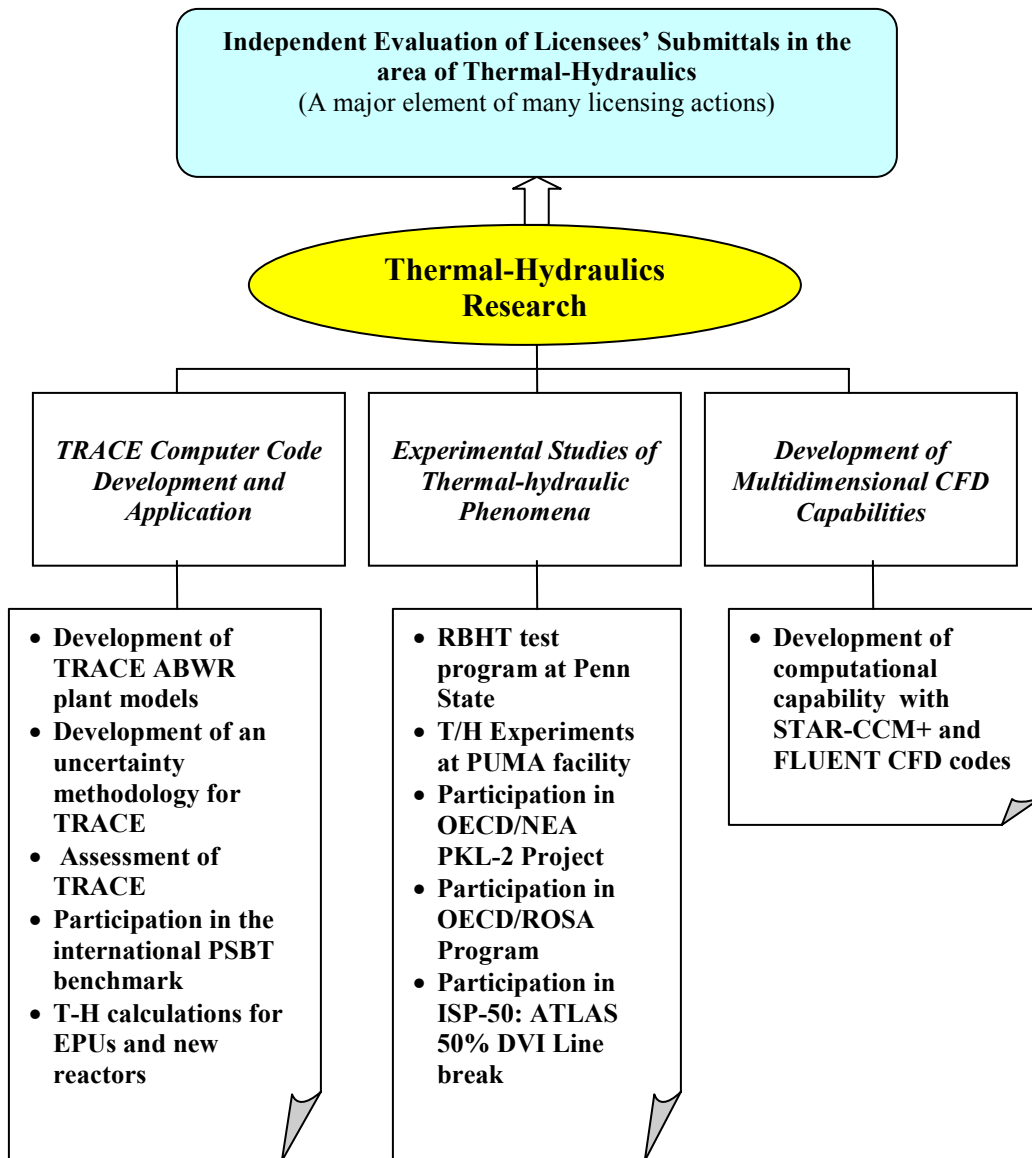 Independent Evaluation of Licensees’ Submittals in the
area of Thermal-Hydraulics
(A major element of many licensing actions)
Thermal-Hydraulics
Research
TRACE Computer Code
Development and
Application
Experimental Studies of
Thermal-hydraulic
Phenomena
Development of
Multidimensional CFD
Capabilities
• Development of
TRACE ABWR
plant models
• Development of an
uncertainty
methodology for
TRACE
• Assessment of
TRACE
• Participation in the
international PSBT
benchmark
• T-H calculations for
EPUs and new
reactors
• RBHT test
program at Penn
State
• T/H Experiments
at PUMA facility
• Participation in
OECD/NEA
PKL-2 Project
• Participation in
OECD/ROSA
Program
• Participation in
ISP-50: ATLAS
50% DVI Line
break
• Development of
computational
capability with
STAR-CCM+ and
FLUENT CFD codes